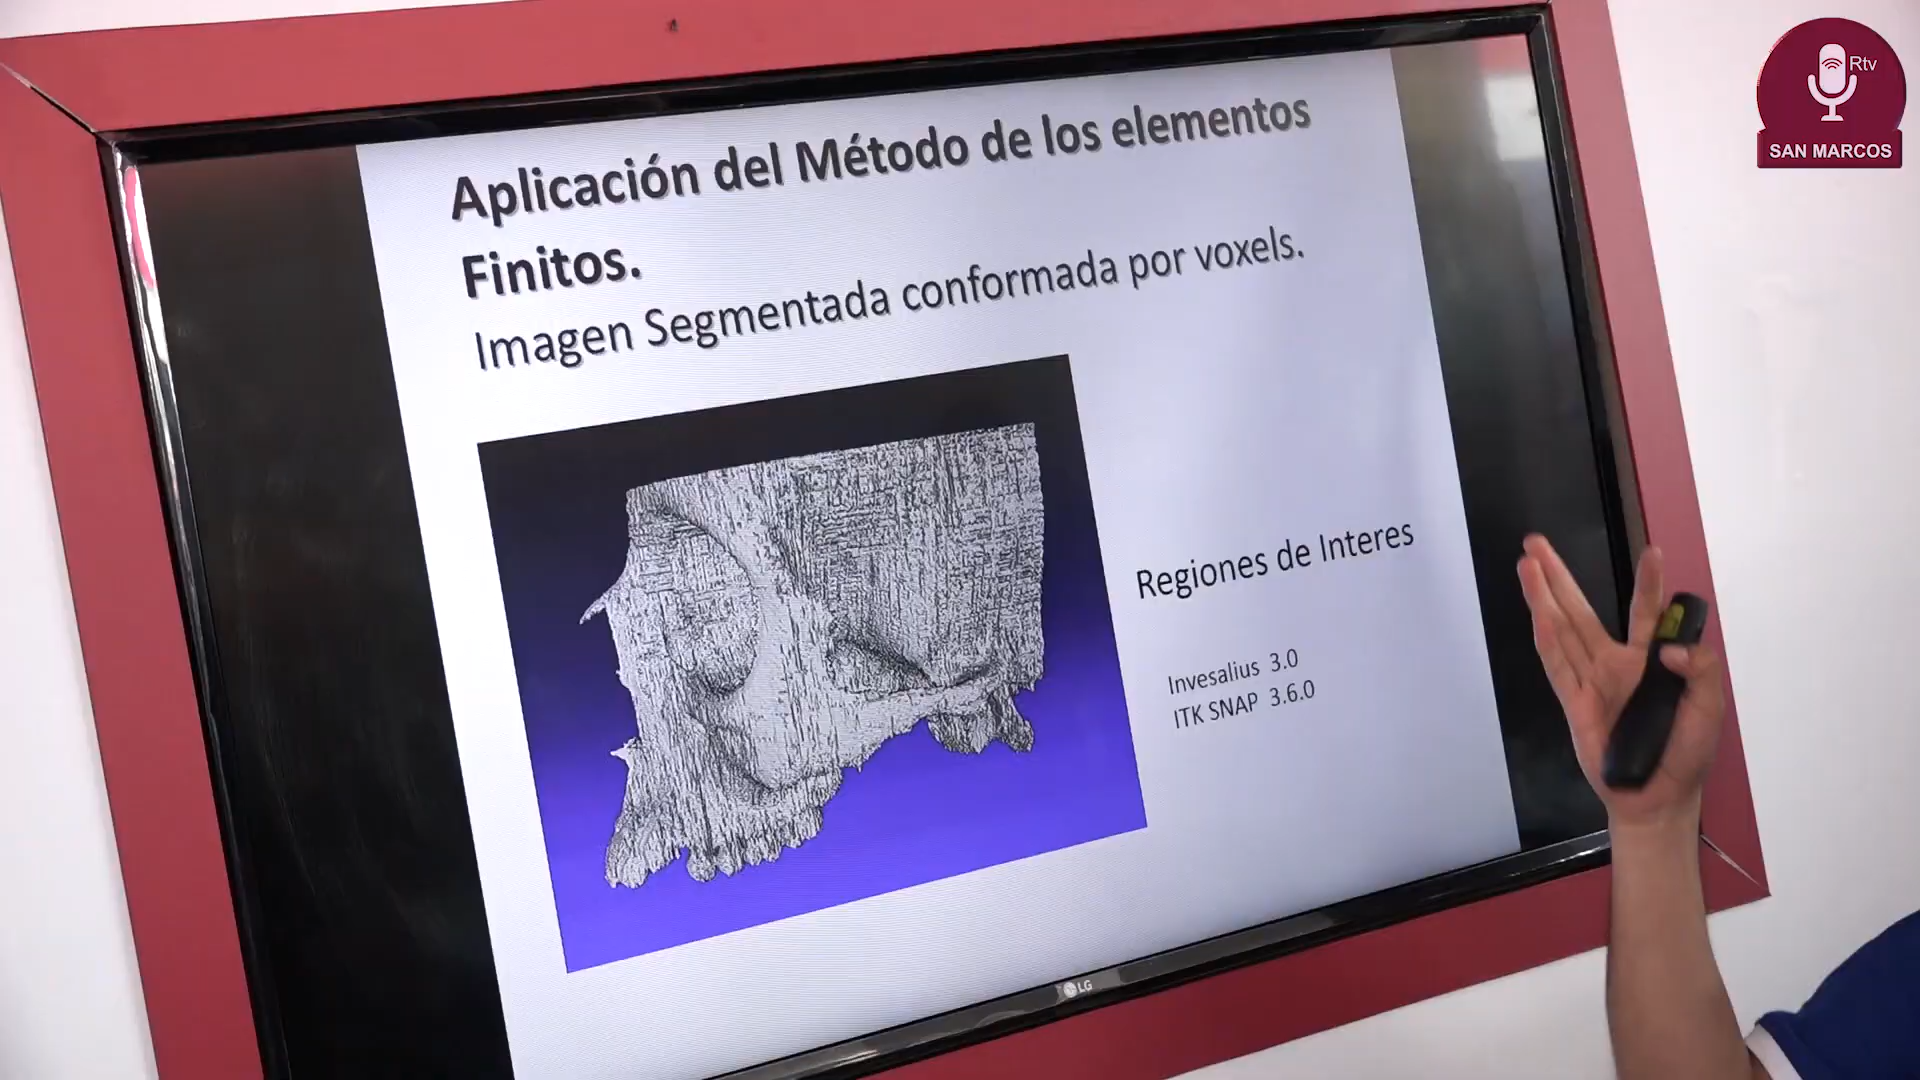 Aplicación del Método de los elementos
Finitos.
Imagen Segmentada conformada por voxels.
Regiones de Interes
Invesalius 3.0
ITK SNAP 3.6.0
LG
Rtv
SAN MARCOS